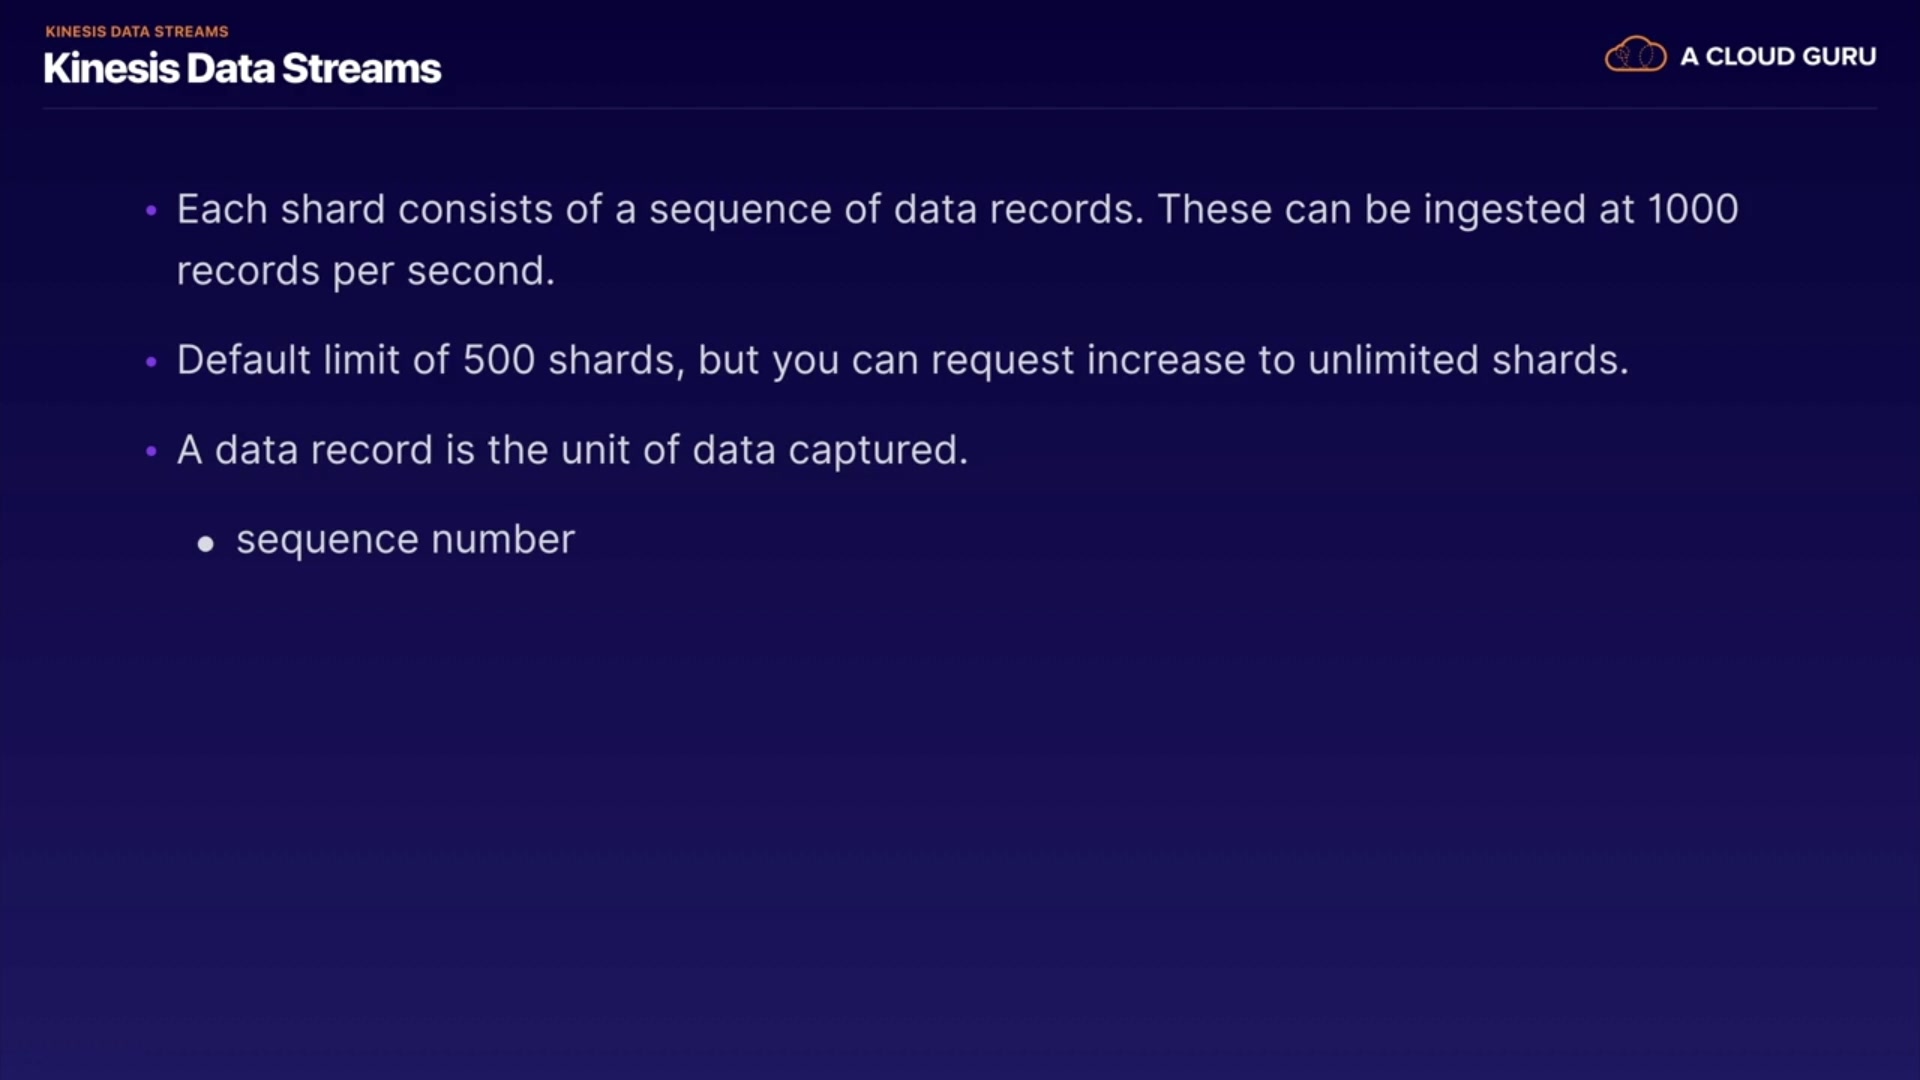 KINESIS DATA STREAMS
Kinesis Data Streams
A CLOUD GURU
• Each shard consists of a sequence of data records. These can be ingested at 1000
records per second.
• Default limit of 500 shards, but you can request increase to unlimited shards.
• A data record is the unit of data captured.
• sequence number